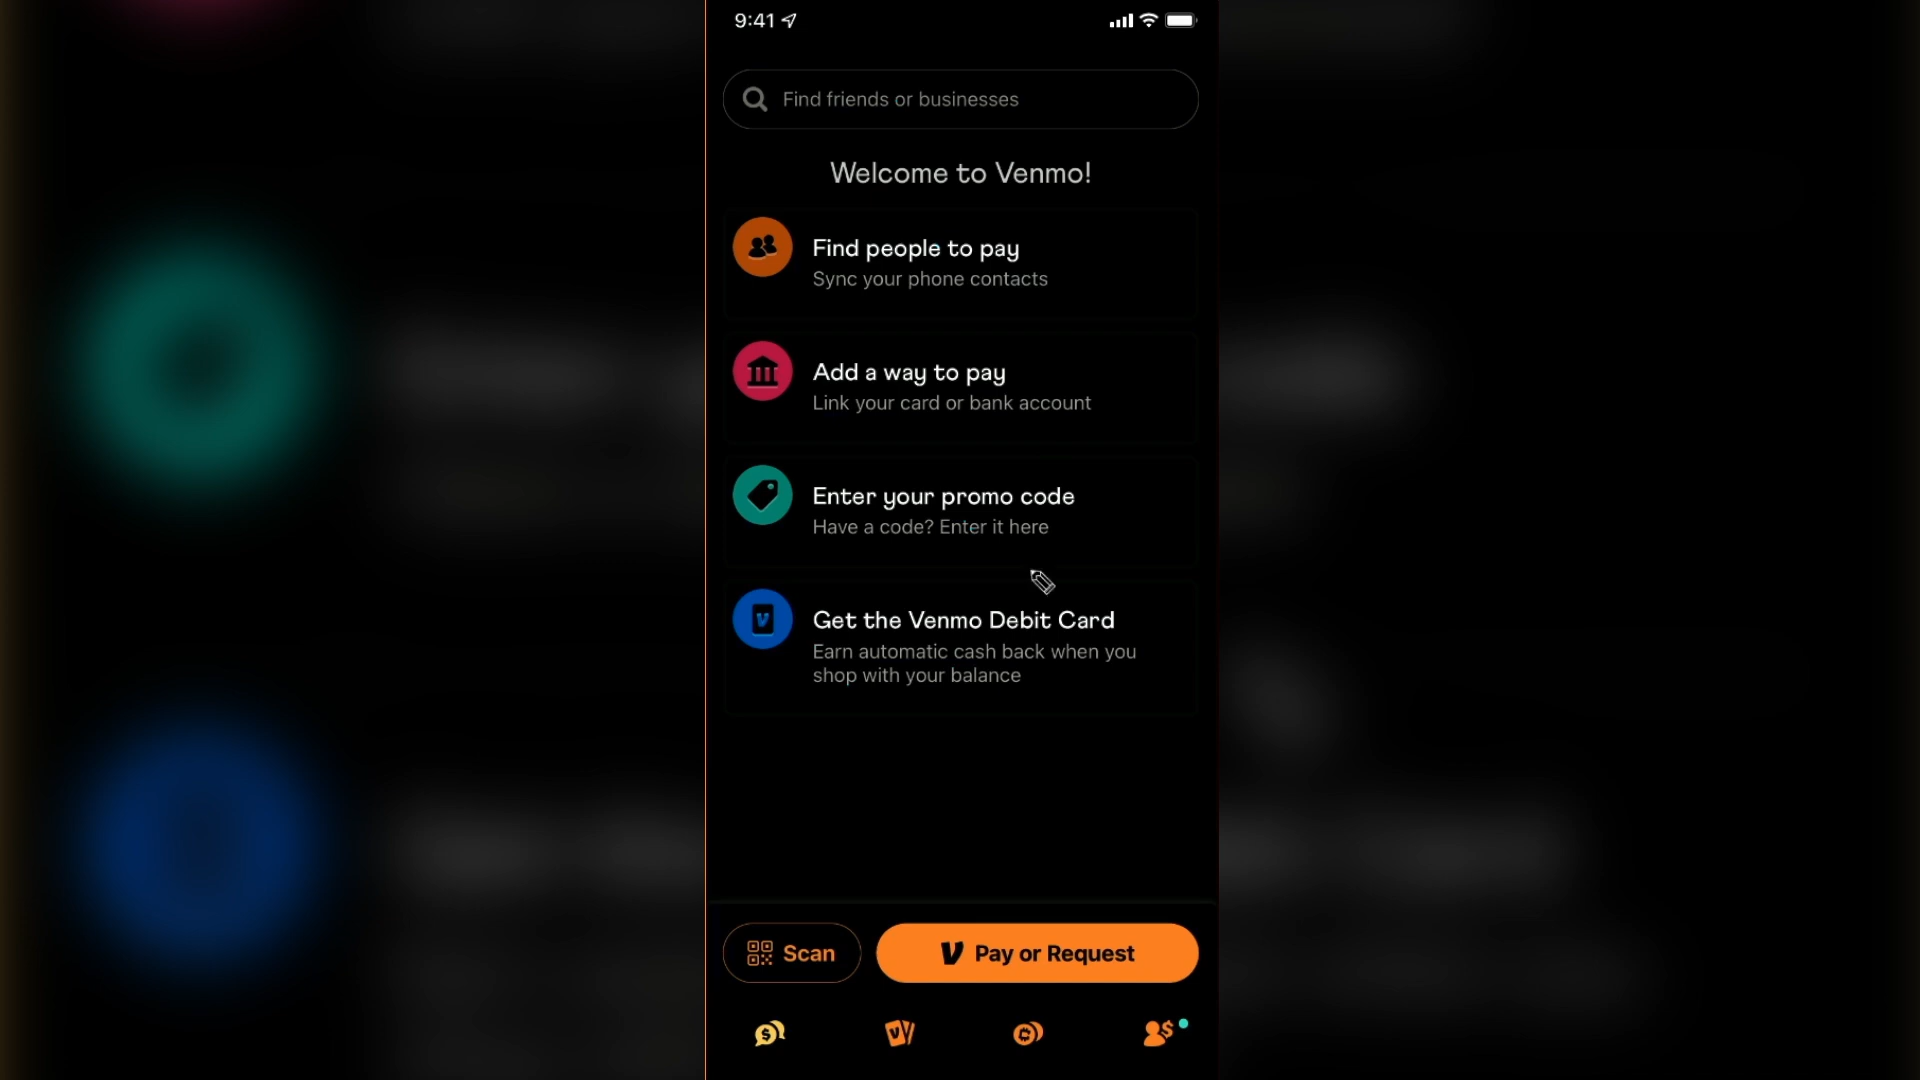 9:41
Find friends or businesses
Welcome to Venmo!
Find people to pay
Sync your phone contacts
Add a way to pay
Link your card or bank account
Enter your promo code
Have a code? Enter it here
Get the Venmo Debit Card
Earn automatic cash back when you
shop with your balance
Scan
Pay or Request